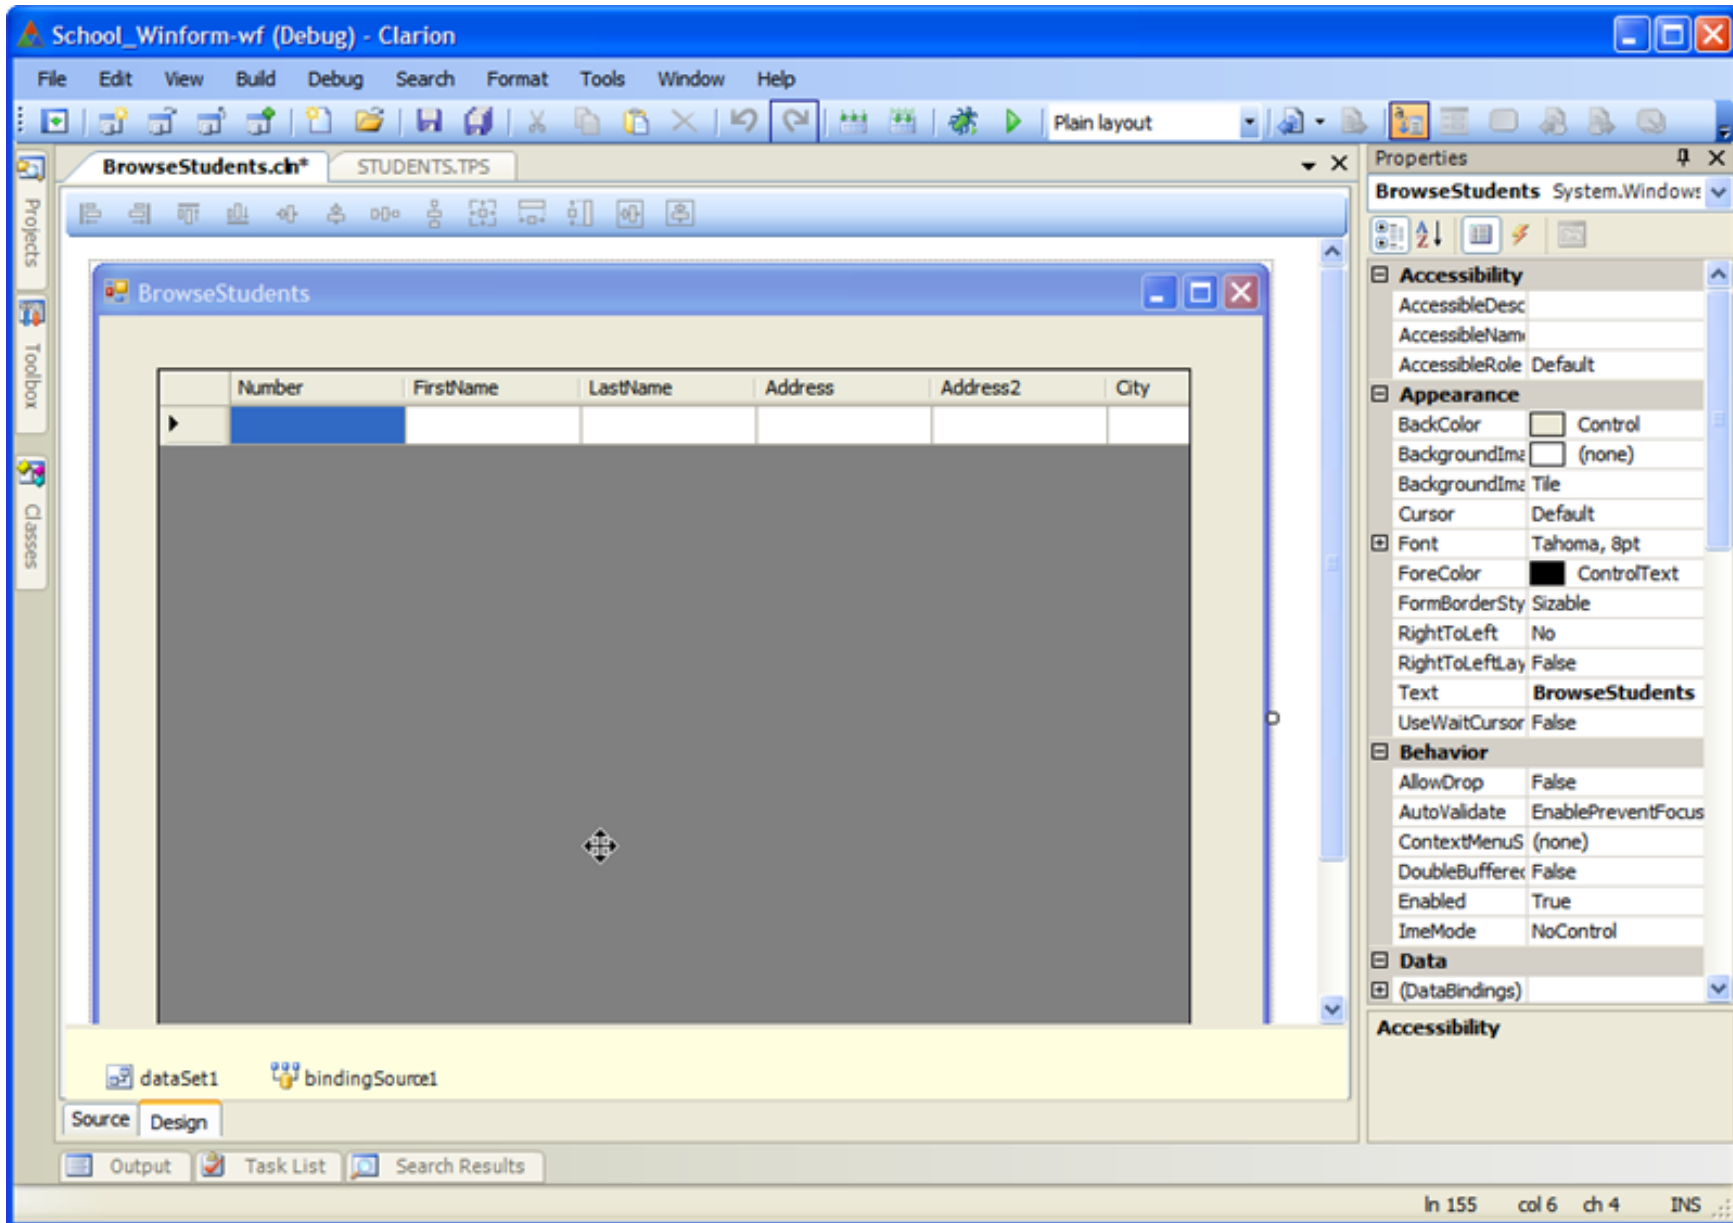 School_Winform-wf (Debug) - Clarion
File Edit View Build Debug Search Format Tools Window Help
Plain layout
BrowseStudents.cln* STUDENTS.TPS
Projects
Toolbox
Classes
BrowseStudents
Number FirstName LastName Address Address2 City
dataSet1 bindingSource1
Source Design
Output Task List Search Results
Properties
BrowseStudents System.Windows
Accessibility
AccessibleDesc
AccessibleNam
AccessibleRole Default
Appearance
BackColor Control
BackgroundIma (none)
BackgroundIma Tile
Cursor Default
Font Tahoma, 8pt
ForeColor ControlText
FormBorderSty Sizable
RightToLeft No
RightToLeftLay False
Text BrowseStudents
UseWaitCursor False
Behavior
AllowDrop False
AutoValidate EnablePreventFocus
ContextMenuS (none)
DoubleBuffered False
Enabled True
ImeMode NoControl
Data
(DataBindings)
Accessibility
ln 155 col 6 ch 4 INS